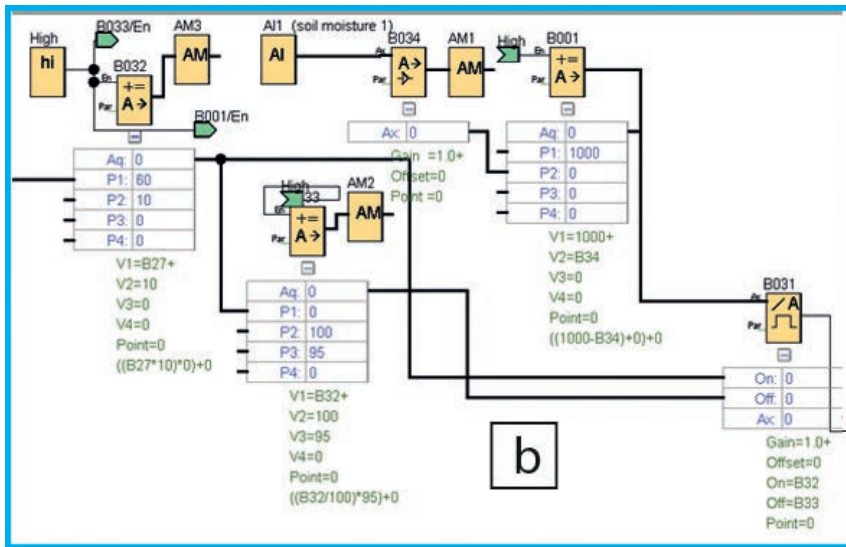 High
hi
B033/En
B032
+=
A→
En
Par
AM3
AM
B001/En
AI1 (soil moisture 1)
AI
B034
A→
Ax
Par
AM1
AM
High
B001
+=
A→
En
Par
Ax: 0
Gain =1.0+
Offset=0
Point =0
Aq: 0
P1: 1000
P2: 0
P3: 0
P4: 0
V1=1000+
V2=B34
V3=0
V4=0
Point=0
((1000-B34)+0)+0
Aq: 0
P1: 60
P2: 10
P3: 0
P4: 0
V1=B27+
V2=10
V3=0
V4=0
Point=0
((B27*10)*0)+0
High
33
+=
A→
En
Par
AM2
AM
Aq: 0
P1: 0
P2: 100
P3: 95
P4: 0
V1=B32+
V2=100
V3=95
V4=0
Point=0
((B32/100)*95)+0
B031
/A
Ax
Par
On: 0
Off: 0
Ax: 0
Gain=1.0+
Offset=0
On=B32
Off=B33
Point=0
b